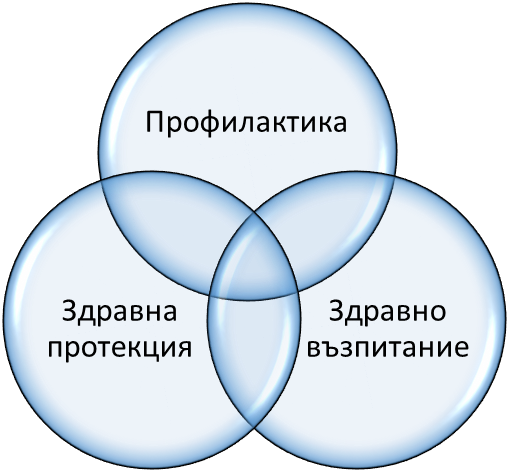 Профилактика
Здравна
протекция
Здравно
възпитание